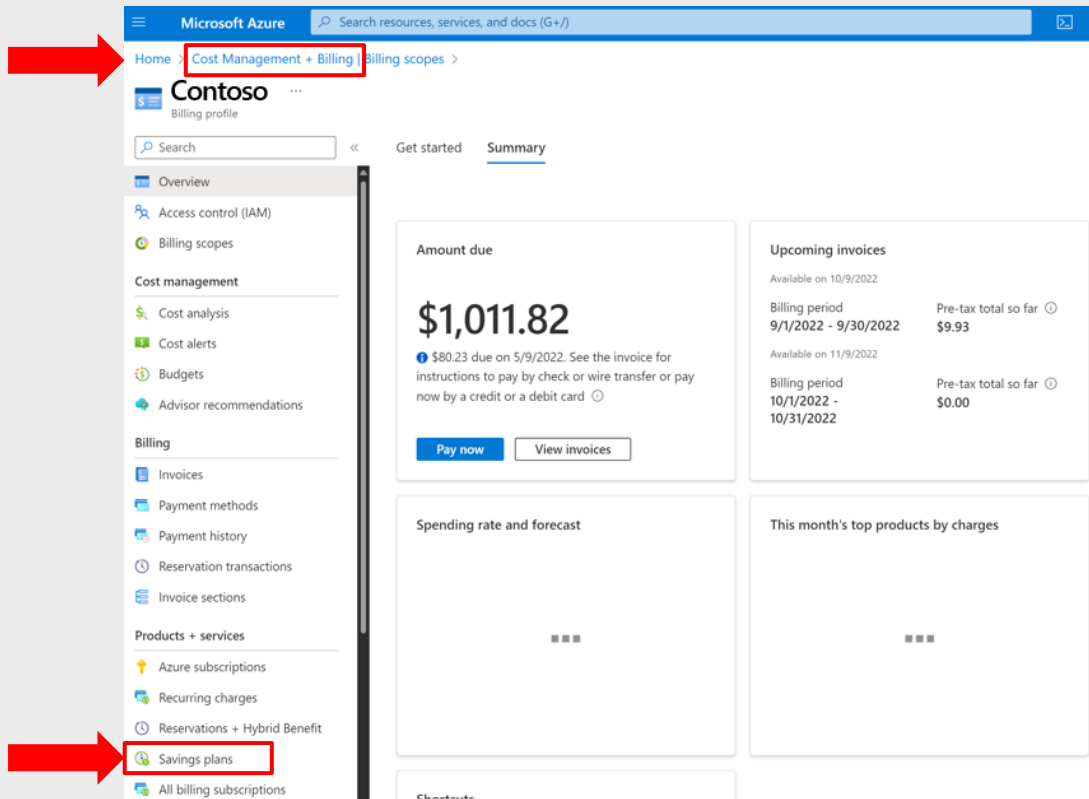 Microsoft Azure
Search resources, services, and docs (G+/)
Home > Cost Management + Billing | Billing scopes >
Contoso ...
Billing profile
Search «
Get started Summary
Overview
Access control (IAM)
Billing scopes
Cost management
Cost analysis
Cost alerts
Budgets
Advisor recommendations
Billing
Invoices
Payment methods
Payment history
Reservation transactions
Invoice sections
Products + services
Azure subscriptions
Recurring charges
Reservations + Hybrid Benefit
Savings plans
All billing subscriptions
Amount due
$1,011.82
$80.23 due on 5/9/2022. See the invoice for
instructions to pay by check or wire transfer or pay
now by a credit or a debit card
Pay now View invoices
Upcoming invoices
Available on 10/9/2022
Billing period Pre-tax total so far
9/1/2022 - 9/30/2022 $9.93
Available on 11/9/2022
Billing period Pre-tax total so far
10/1/2022 - $0.00
10/31/2022
Spending rate and forecast
This month's top products by charges
Shortcuts